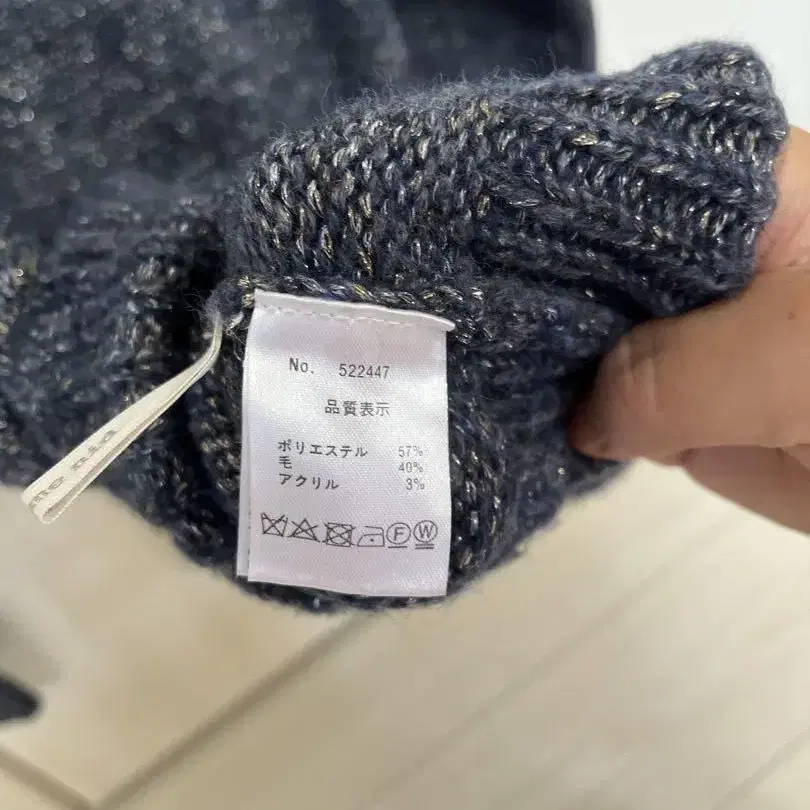 No. 522447
品質表示
ポリエステル 57%
毛 40%
アクリル 3%
F W